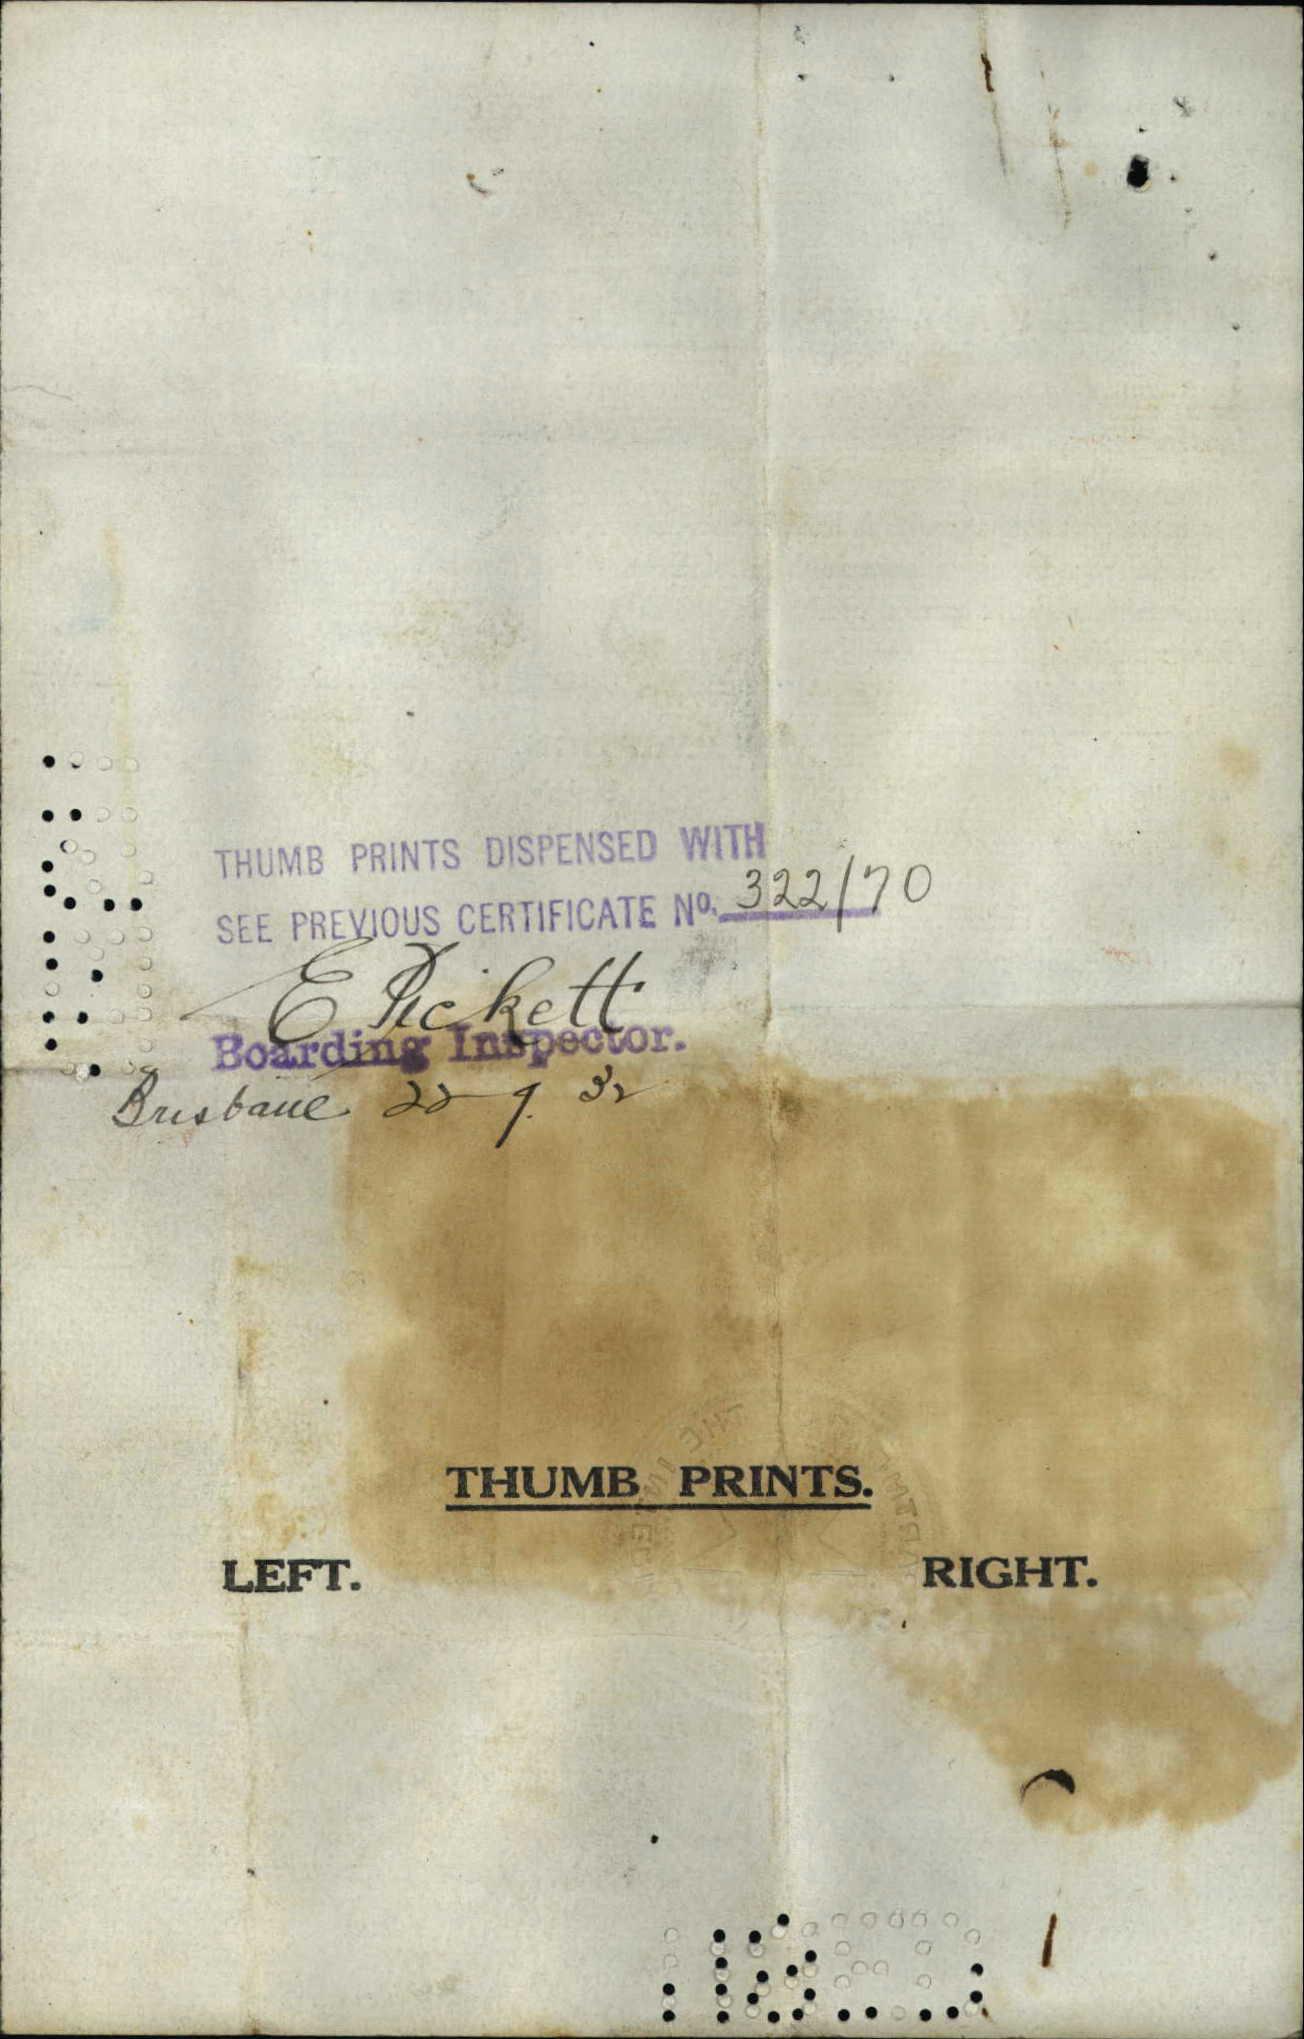 THUMB PRINTS DISPENSED WITH
SEE PREVIOUS CERTIFICATE No. 322/70
E Pickett
Boarding Inspector.
Brisbane 22 9. 32
THUMB PRINTS.
LEFT.
RIGHT.